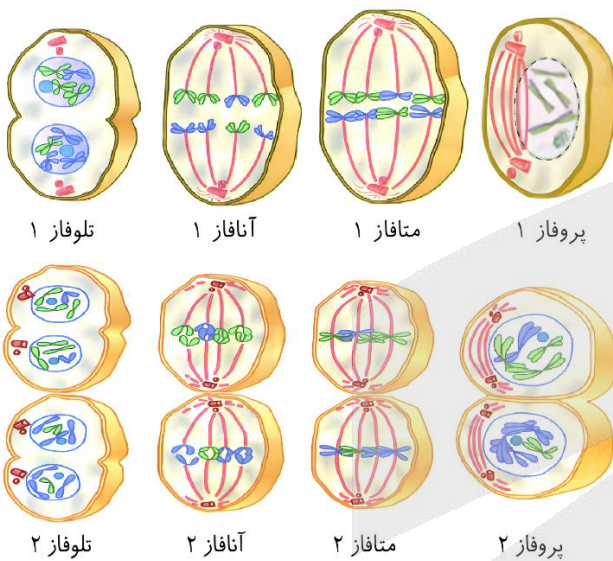 پروفاز ۱ متافاز ۱ آنافاز ۱ تلوفاز ۱
پروفاز ۲ متافاز ۲ آنافاز ۲ تلوفاز ۲